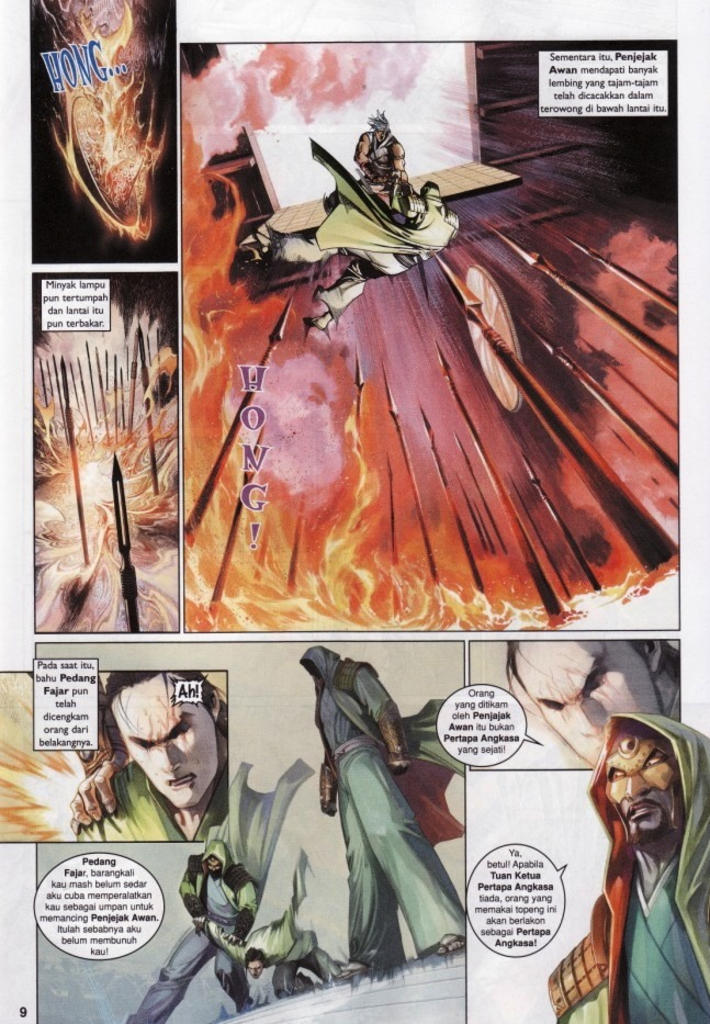 HONG...
Sementara itu, Penjejak
Awan mendapati banyak
lembing yang tajam-tajam
telah dicacakkan dalam
terowong di bawah lantai itu.
Minyak lampu
pun tertumpah
dan lantai itu
pun terbakar.
HONG!
Pada saat itu,
bahu Pedang
Fajar pun
telah
dicengkam
orang dari
belakangnya.
Ah!
Orang
yang ditikam
oleh Penjejak
Awan itu bukan
Pertapa Angkasa
yang sejati!
Pedang
Fajar, barangkali
kau mash belum sedar
aku cuba memperalatkan
kau sebagai umpan untuk
memancing Penjejak Awan.
Itulah sebabnya aku
belum membunuh
kau!
Ya,
betul! Apabila
Tuan Ketua
Pertapa Angkasa
tiada, orang yang
memakai topeng ini
akan berlakon
sebagai Pertapa
Angkasa!
9